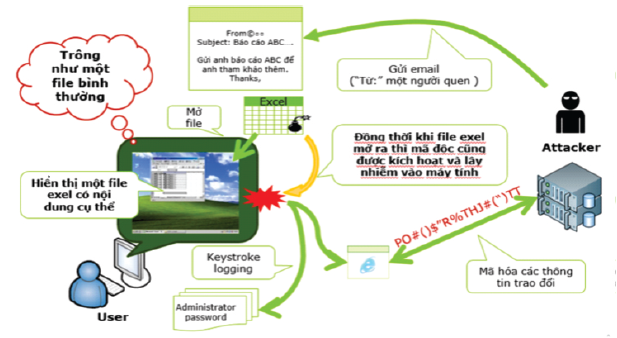 From©++
Subject: Báo cáo ABC....
Gửi anh báo cáo ABC để
anh tham khảo thêm.
Thanks,
Gửi email
("Từ:" một người quen )
Trông
như một
file bình
thường
Mở
file
Excel
Đồng thời khi file exel
mở ra thì mã độc cũng
được kích hoạt và lây
nhiễm vào máy tính
Attacker
Hiển thị một file
exel có nội
dung cụ thể
PO#()$"R%THJ#(")TT
Keystroke
logging
Mã hóa các thông
tin trao đổi
User
Administrator
password